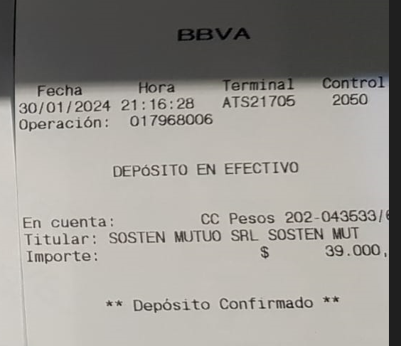 BBVA
Fecha Hora Terminal Control
30/01/2024 21:16:28 ATS21705 2050
Operación: 017968006
DEPóSITO EN EFECTIVO
En cuenta: CC Pesos 202-043533/
Titular: SOSTEN MUTUO SRL SOSTEN MUT
Importe: $ 39.000,
** Depósito Confirmado **